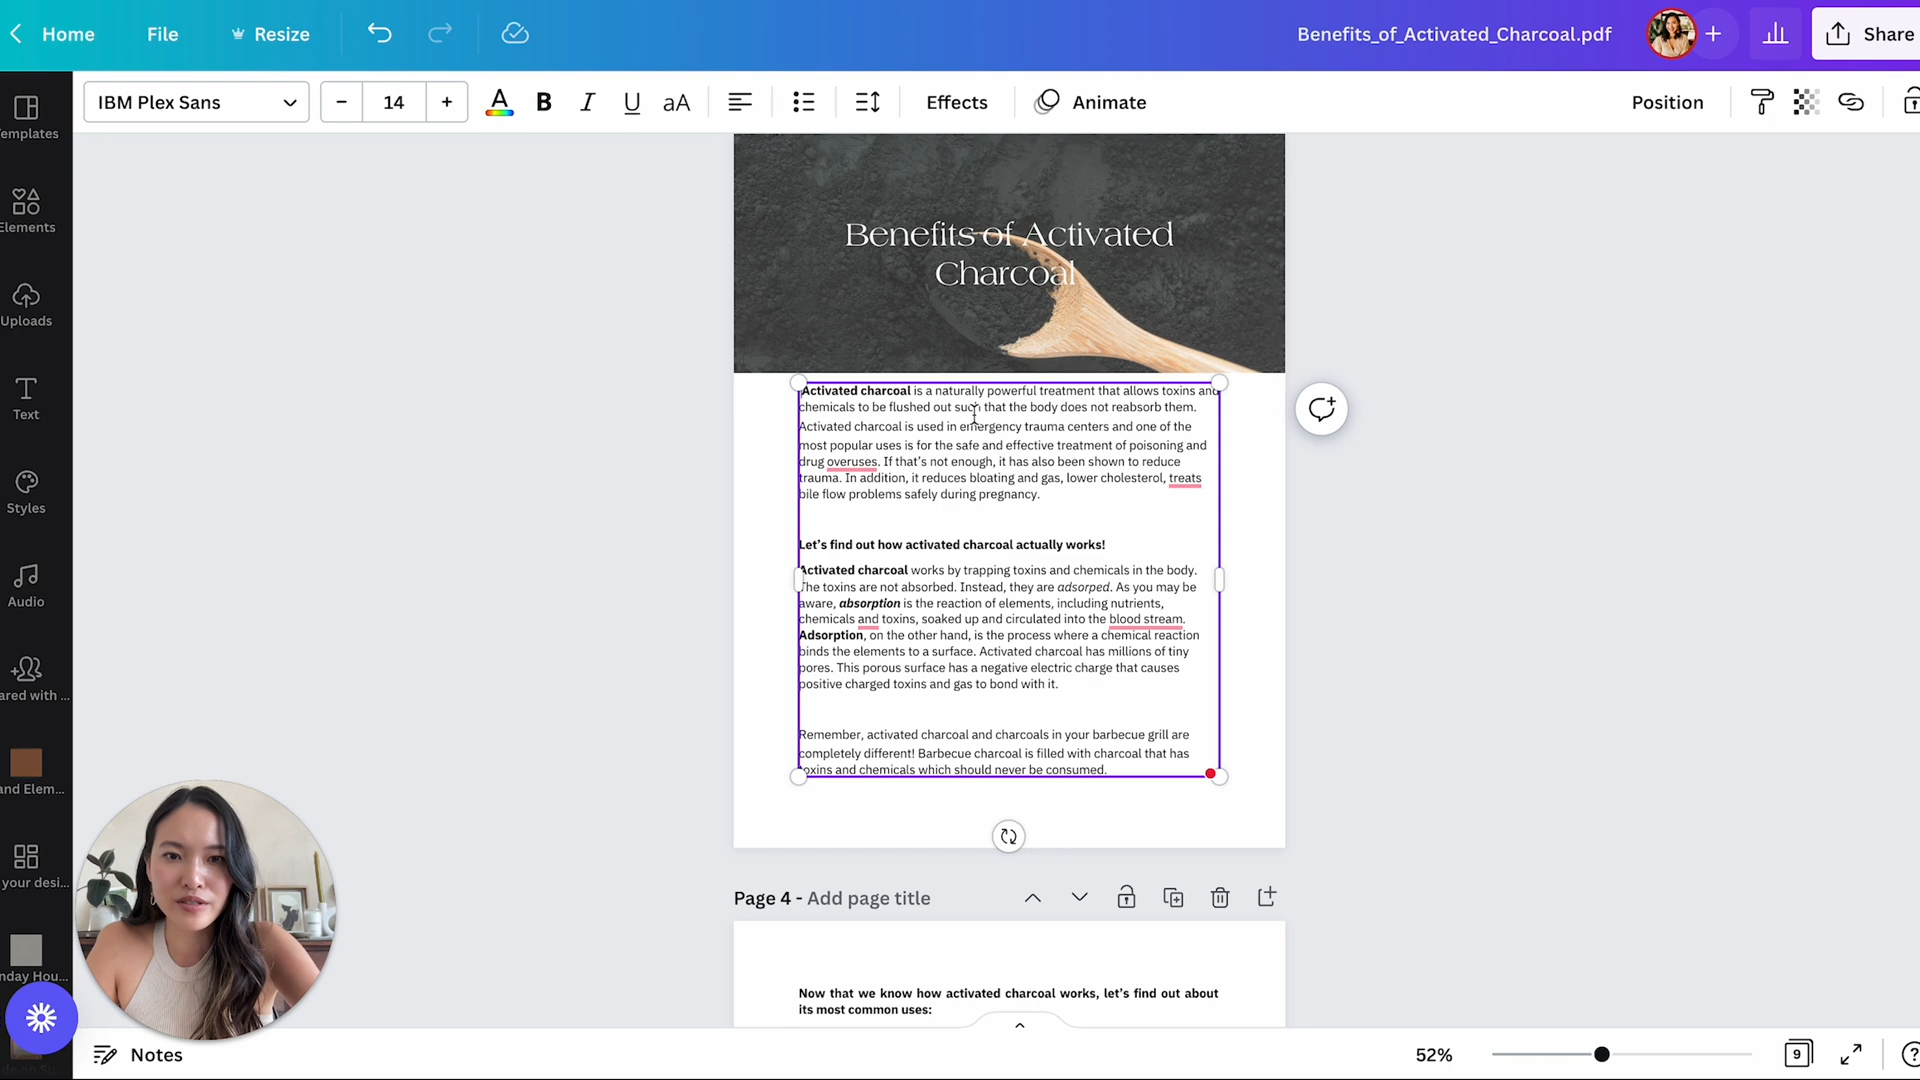 Home File Resize Benefits_of_Activated_Charcoal.pdf + Share
IBM Plex Sans − 14 + A B I U aA Effects Animate Position
emplates
Elements
Uploads
Text
Styles
Audio
ared with ...
and Elem...
your desi...
nday Hou...
Benefits of Activated
Charcoal
Activated charcoal is a naturally powerful treatment that allows toxins and
chemicals to be flushed out such that the body does not reabsorb them.
Activated charcoal is used in emergency trauma centers and one of the
most popular uses is for the safe and effective treatment of poisoning and
drug overuses. If that's not enough, it has also been shown to reduce
trauma. In addition, it reduces bloating and gas, lower cholesterol, treats
bile flow problems safely during pregnancy.
Let's find out how activated charcoal actually works!
Activated charcoal works by trapping toxins and chemicals in the body.
The toxins are not absorbed. Instead, they are adsorped. As you may be
aware, absorption is the reaction of elements, including nutrients,
chemicals and toxins, soaked up and circulated into the blood stream.
Adsorption, on the other hand, is the process where a chemical reaction
binds the elements to a surface. Activated charcoal has millions of tiny
pores. This porous surface has a negative electric charge that causes
positive charged toxins and gas to bond with it.
Remember, activated charcoal and charcoals in your barbecue grill are
completely different! Barbecue charcoal is filled with charcoal that has
toxins and chemicals which should never be consumed.
Page 4 - Add page title
Now that we know how activated charcoal works, let's find out about
its most common uses:
Notes 52% 9 ?